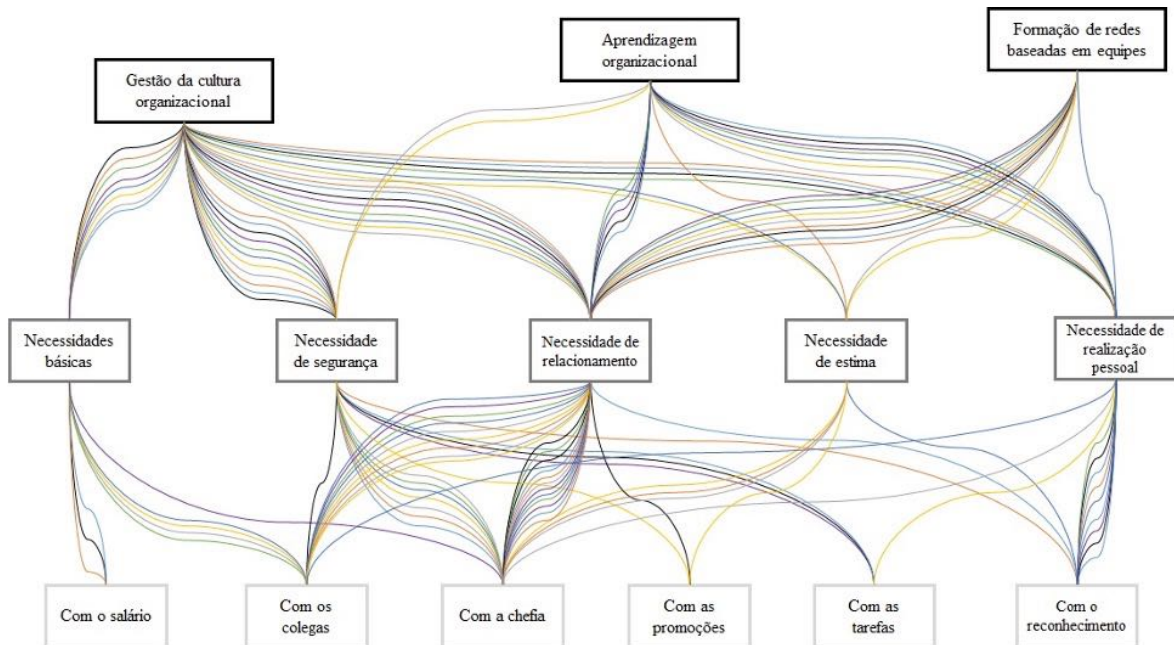 Gestão da cultura
organizacional
Aprendizagem
organizacional
Formação de redes
baseadas em equipes
Necessidades
básicas
Necessidade
de segurança
Necessidade de
relacionamento
Necessidade
de estima
Necessidade de
realização
pessoal
Com o salário
Com os
colegas
Com a chefia
Com as
promoções
Com as
tarefas
Com o
reconhecimento